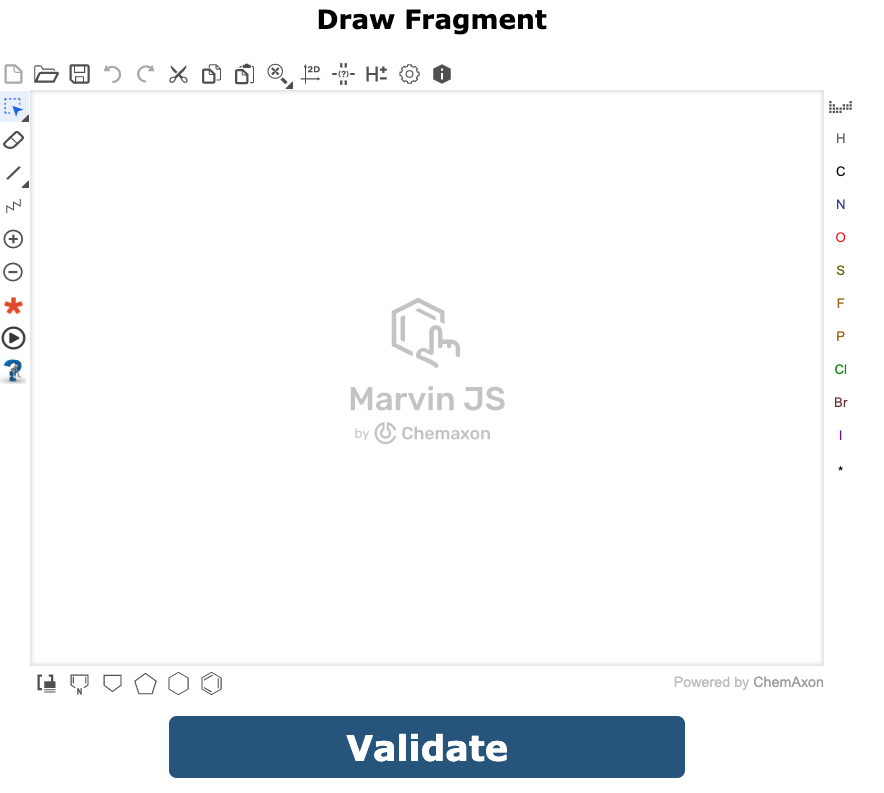 Draw Fragment
2D
(?)
H±
H
C
N
O
S
F
P
Cl
Br
I
*
Marvin JS
by Chemaxon
N
Powered by ChemAxon
Validate